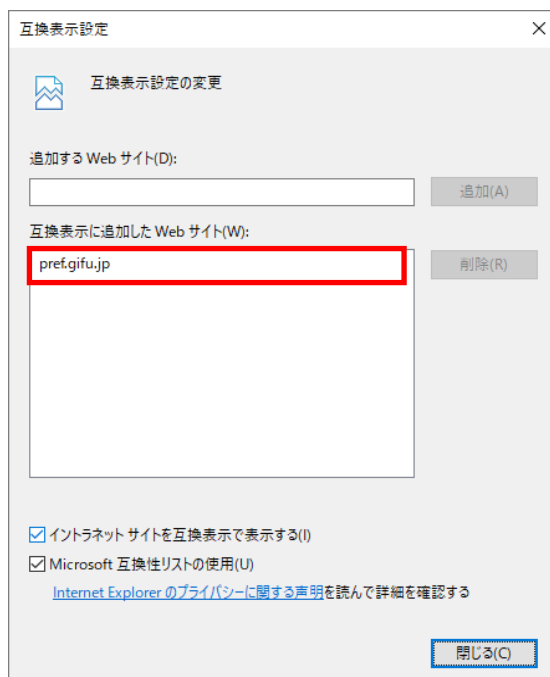 互換表示設定
互換表示設定の変更
追加する Web サイト(D):
追加(A)
互換表示に追加した Web サイト(W):
pref.gifu.jp
削除(R)
イントラネット サイトを互換表示で表示する(I)
Microsoft 互換性リストの使用(U)
Internet Explorer のプライバシーに関する声明を読んで詳細を確認する
閉じる(C)